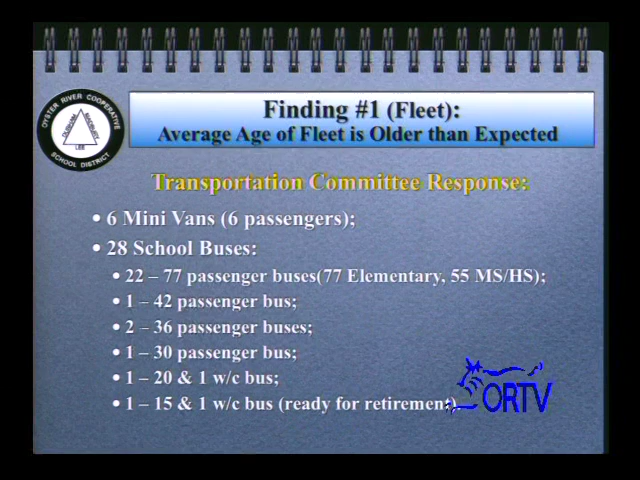 OYSTER RIVER COOPERATIVE
DURHAM
MADBURY
LEE
SCHOOL DISTRICT
Finding #1 (Fleet):
Average Age of Fleet is Older than Expected
Transportation Committee Response:
• 6 Mini Vans (6 passengers);
• 28 School Buses:
• 22 – 77 passenger buses(77 Elementary, 55 MS/HS);
• 1 – 42 passenger bus;
• 2 – 36 passenger buses;
• 1 – 30 passenger bus;
• 1 – 20 & 1 w/c bus;
• 1 – 15 & 1 w/c bus (ready for retirement).
ORTV